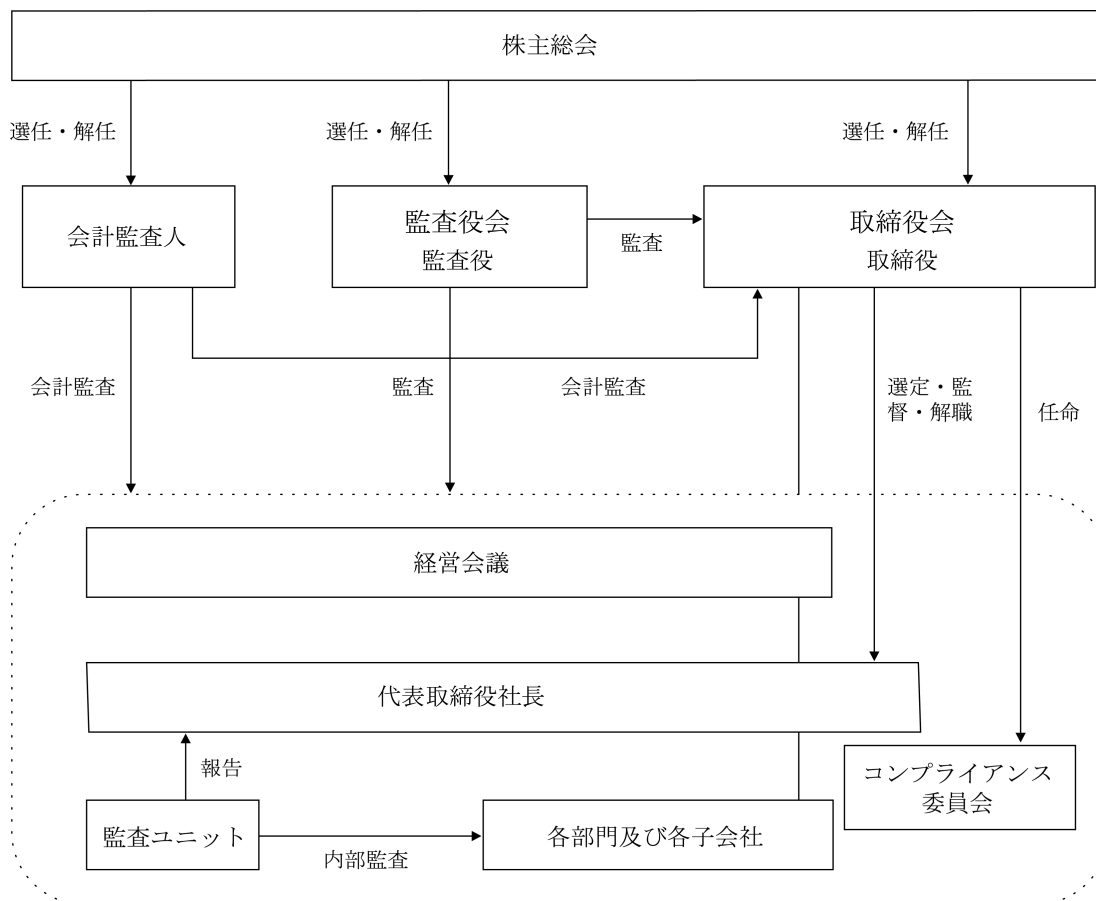 株主総会
選任・解任
選任・解任
選任・解任
会計監査人
監査役会
監査役
監査
取締役会
取締役
会計監査
監査
会計監査
選定・監
督・解職
任命
経営会議
代表取締役社長
報告
コンプライアンス
委員会
監査ユニット
内部監査
各部門及び各子会社